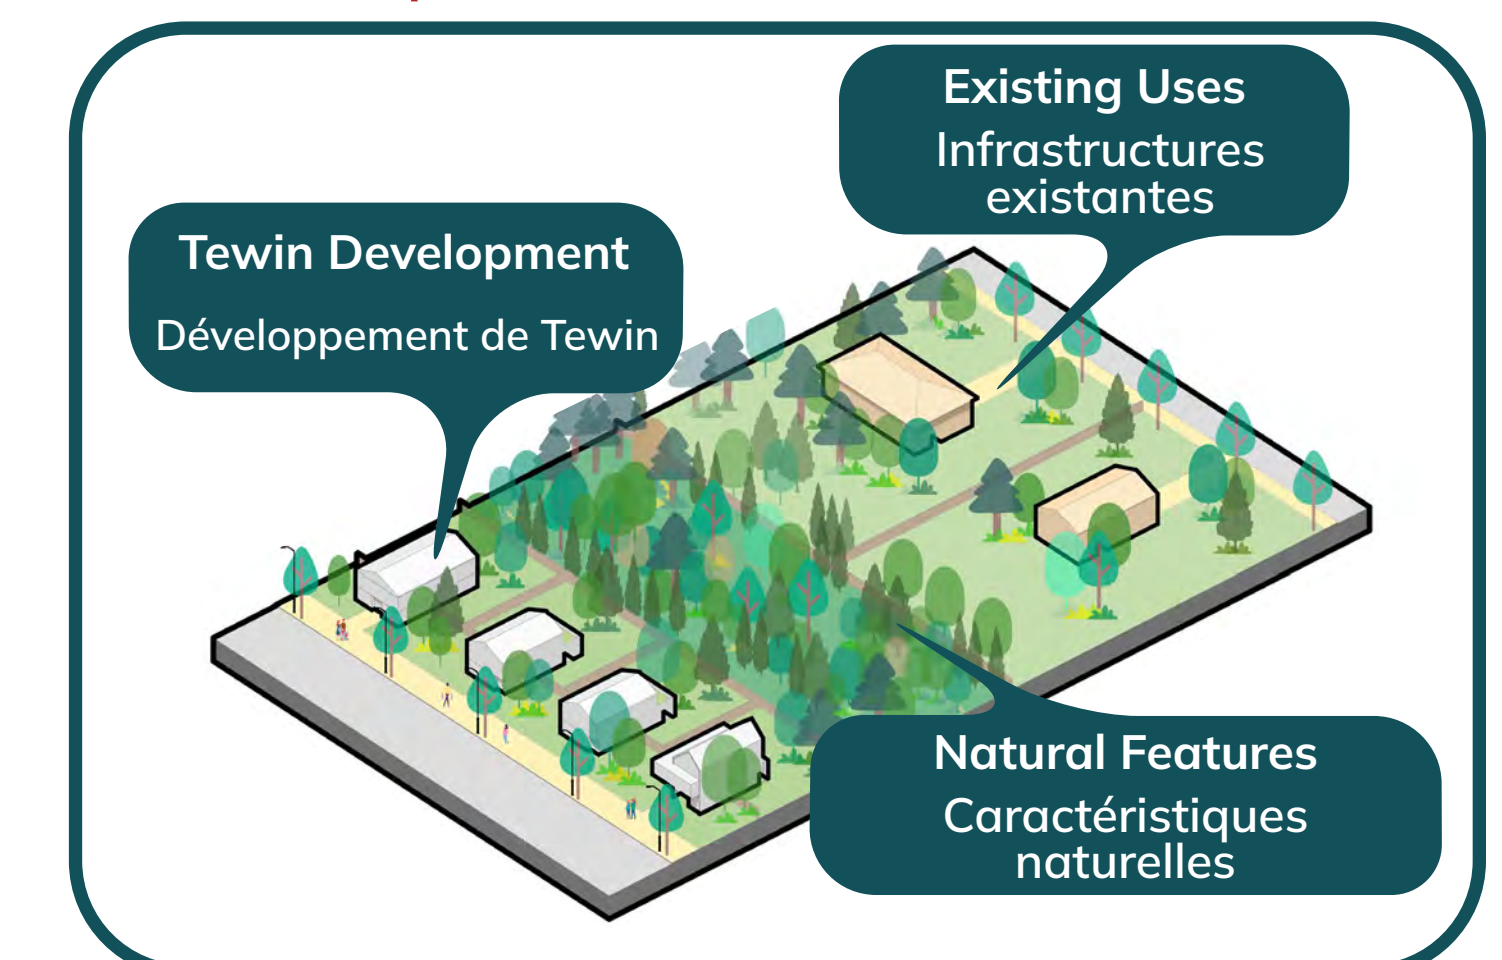 Existing Uses
Infrastructures
existantes
Tewin Development
Développement de Tewin
Natural Features
Caractéristiques
naturelles